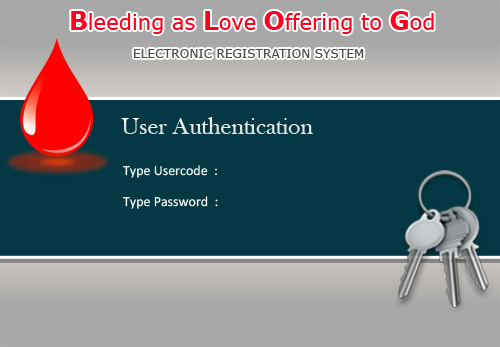 Bleeding as Love Offering to God
ELECTRONIC REGISTRATION SYSTEM
User Authentication
Type Usercode :
Type Password :